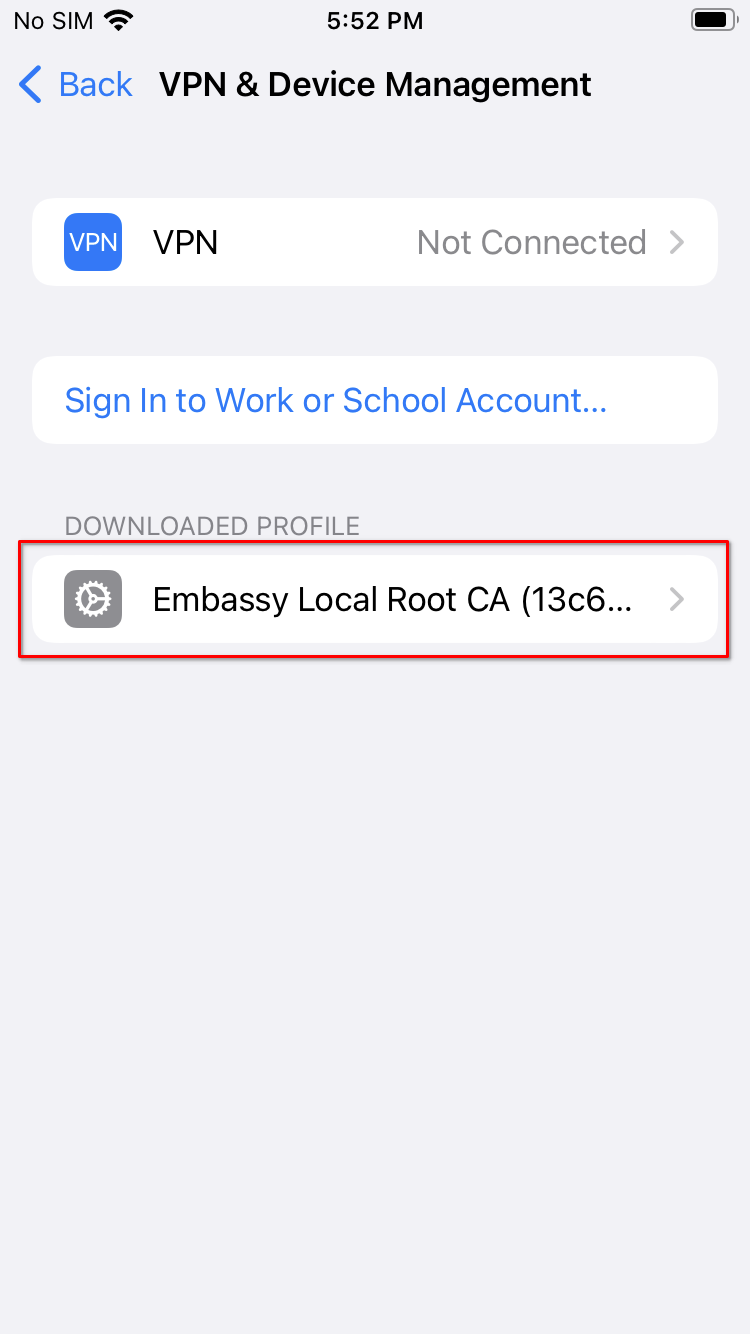 No SIM 5:52 PM
Back VPN & Device Management
VPN VPN Not Connected
Sign In to Work or School Account...
DOWNLOADED PROFILE
Embassy Local Root CA (13c6...